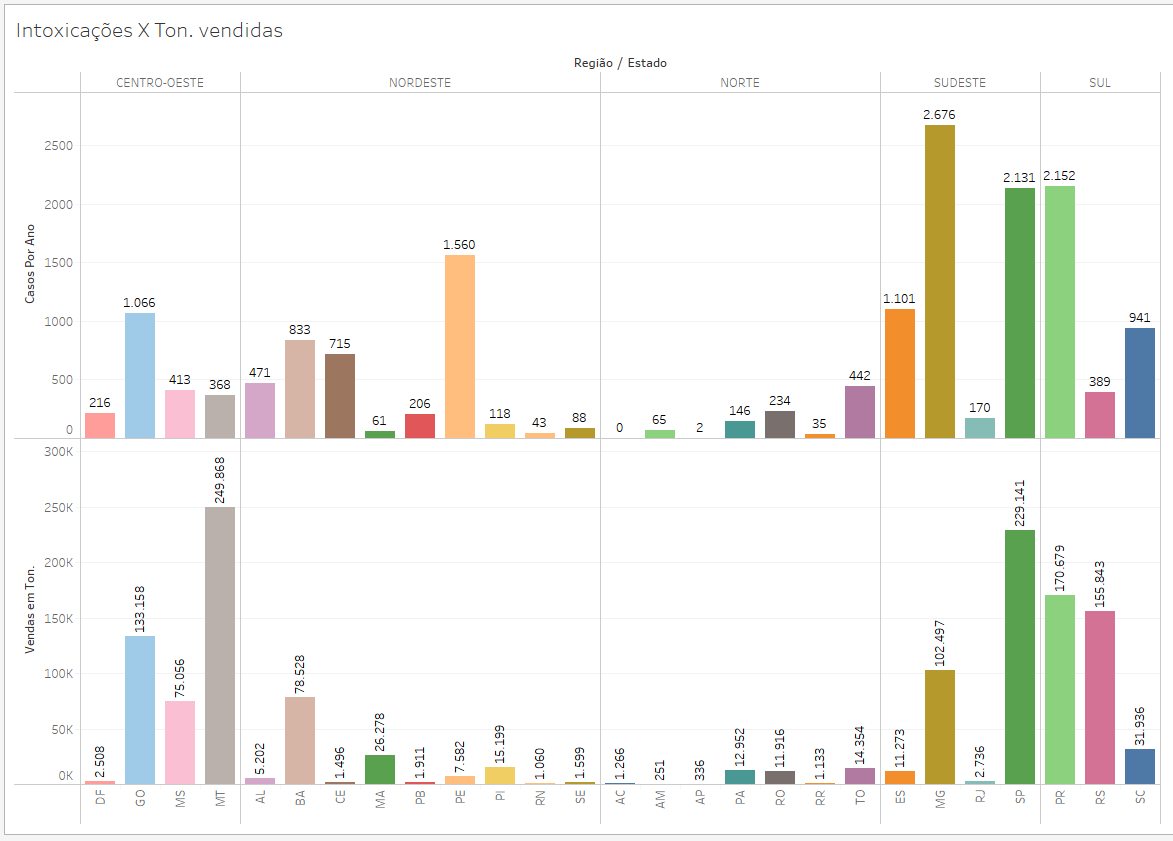 Intoxicações X Ton. vendidas
Região / Estado
CENTRO-OESTE NORDESTE NORTE SUDESTE SUL
Casos Por Ano
2500
2000
1500
1000
500
0
216 1.066 413 368 471 833 715 61 206 1.560 118 43 88 0 65 2 146 234 35 442 1.101 2.676 170 2.131 2.152 389 941
Vendas em Ton.
300K
250K
200K
150K
100K
50K
0K
2.508 133.158 75.056 249.868 5.202 78.528 1.496 26.278 1.911 7.582 15.199 1.060 1.599 1.266 251 336 12.952 11.916 1.133 14.354 11.273 102.497 2.736 229.141 170.679 155.843 31.936
DF GO MS MT AL BA CE MA PB PE PI RN SE AC AM AP PA RO RR TO ES MG RJ SP PR RS SC